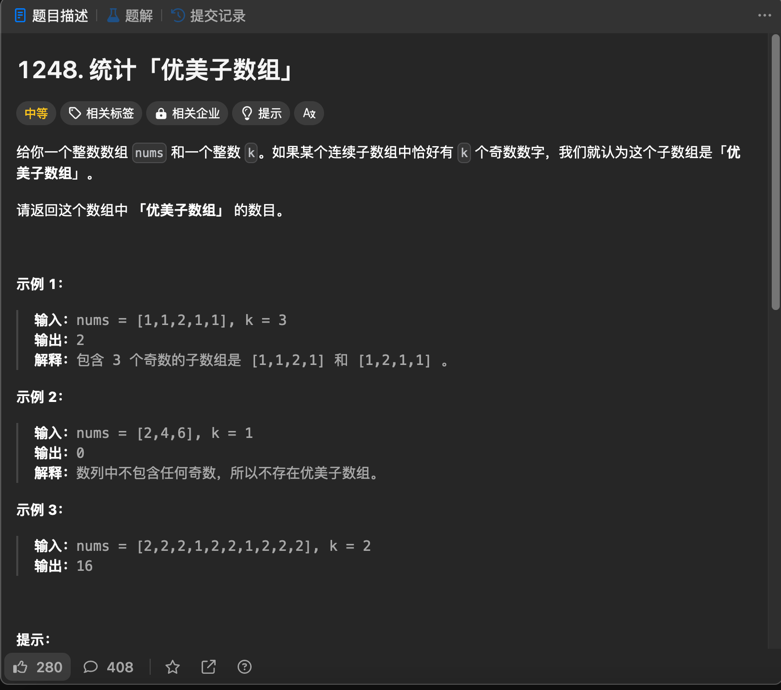 题目描述 | 题解 | 提交记录
1248. 统计「优美子数组」
中等 相关标签 相关企业 提示
给你一个整数数组 nums 和一个整数 k。如果某个连续子数组中恰好有 k 个奇数数字，我们就认为这个子数组是「优
美子数组」。
请返回这个数组中 「优美子数组」 的数目。
示例 1：
输入：nums = [1,1,2,1,1], k = 3
输出：2
解释：包含 3 个奇数的子数组是 [1,1,2,1] 和 [1,2,1,1] 。
示例 2：
输入：nums = [2,4,6], k = 1
输出：0
解释：数列中不包含任何奇数，所以不存在优美子数组。
示例 3：
输入：nums = [2,2,2,1,2,2,1,2,2,2], k = 2
输出：16
提示：
280 408